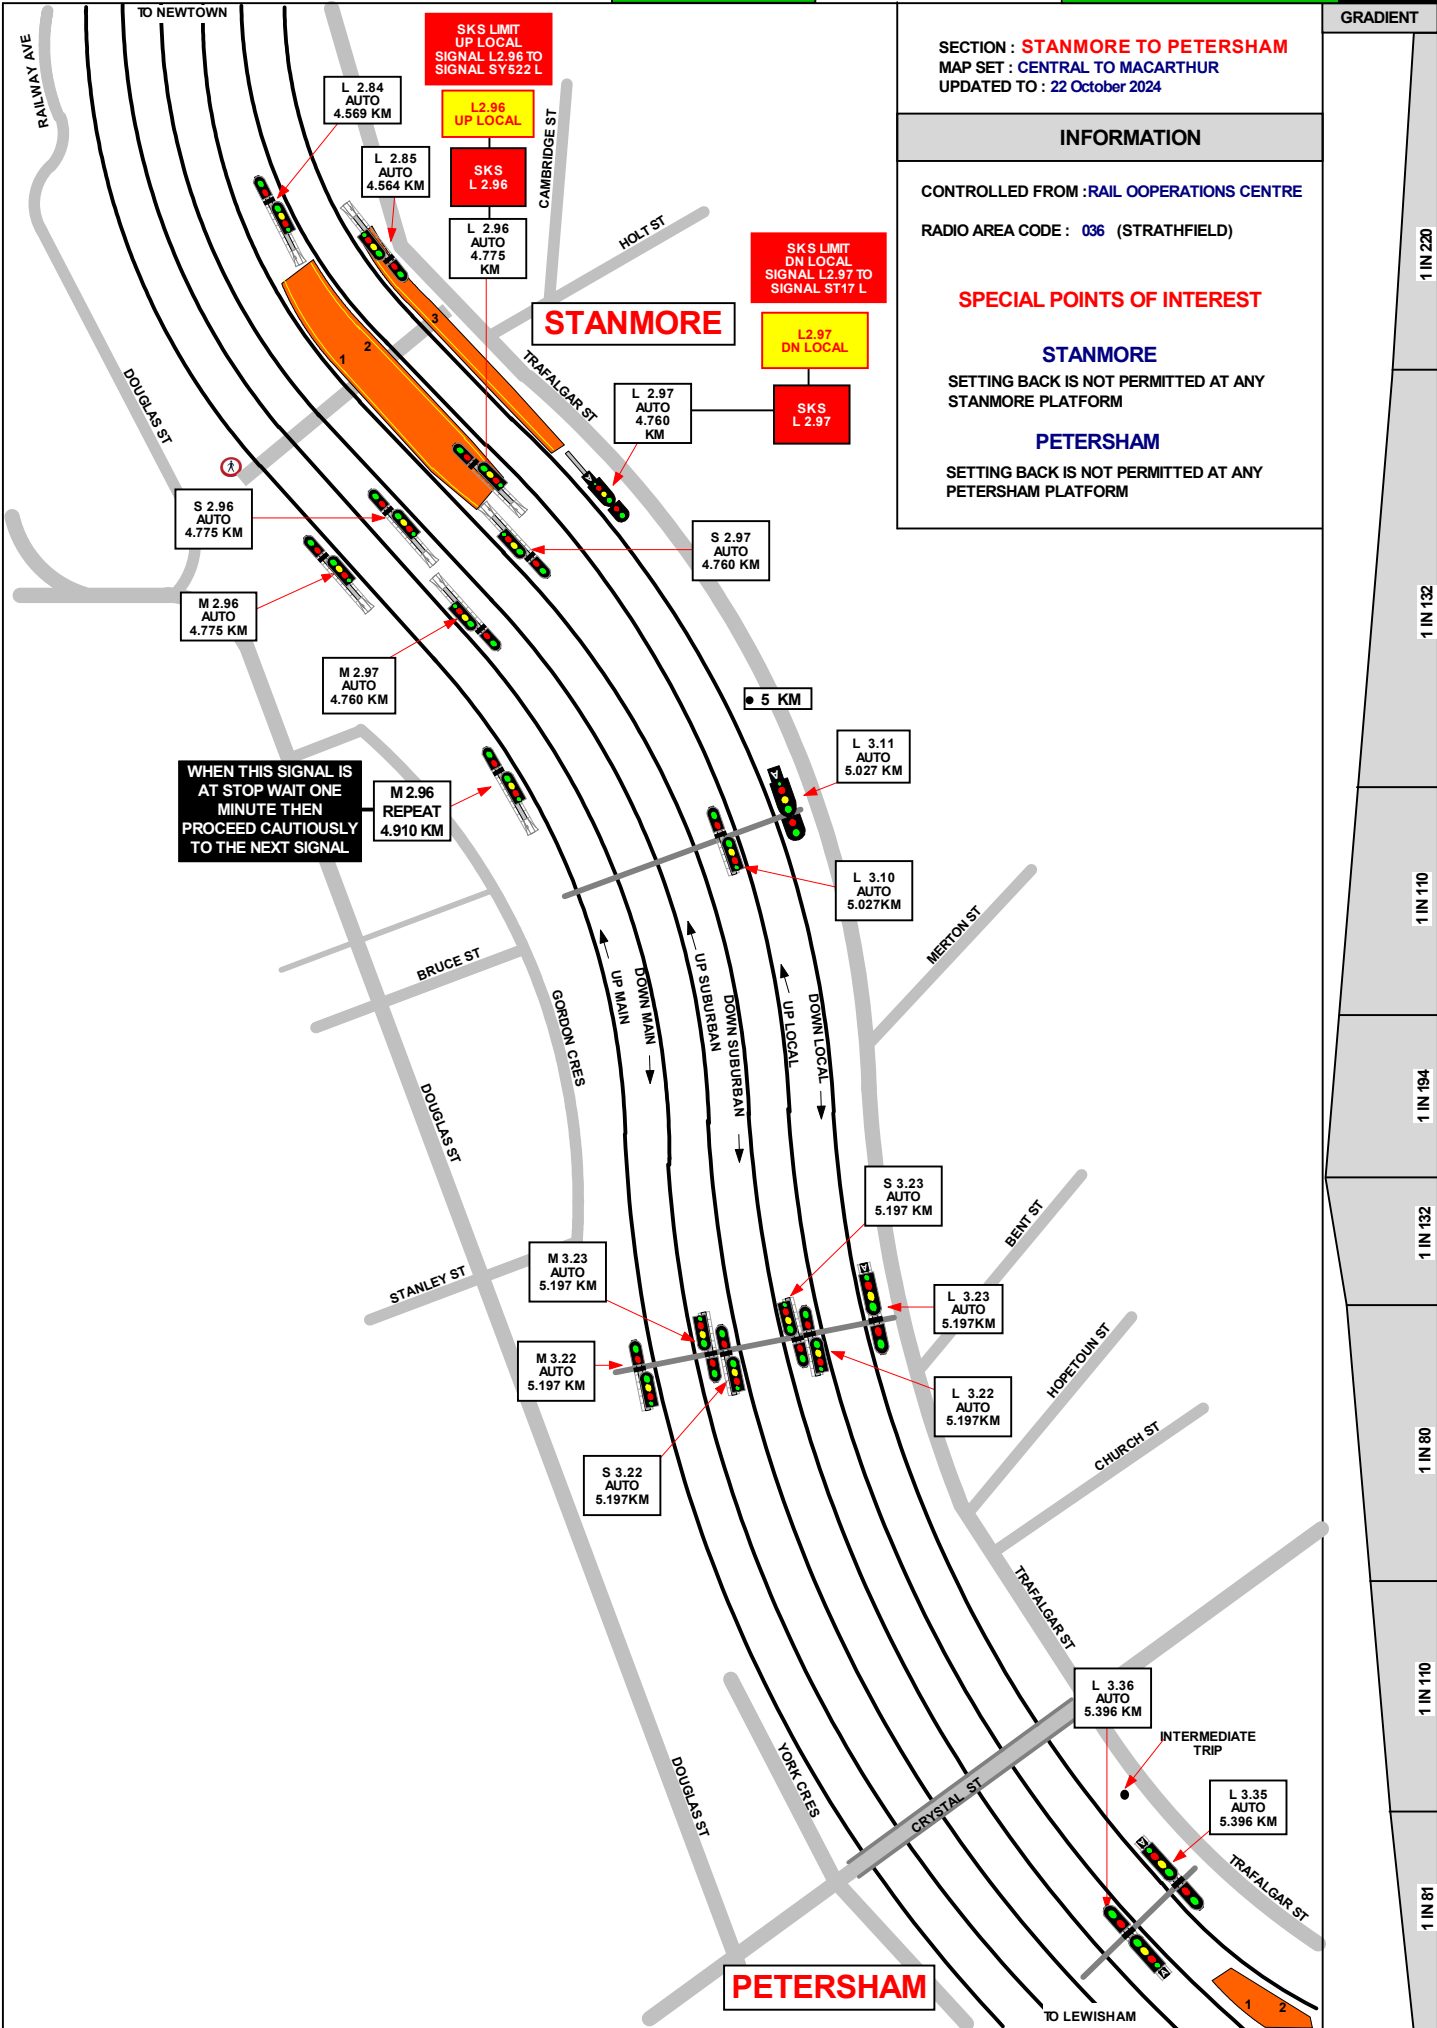 TO NEWTOWN
RAILWAY AVE
SKS LIMIT
UP LOCAL
SIGNAL L2.96 TO
SIGNAL SY522 L
L2.96
UP LOCAL
SKS
L 2.96
L 2.96
AUTO
4.775
KM
L 2.84
AUTO
4.569 KM
L 2.85
AUTO
4.564 KM
CAMBRIDGE ST
HOLT ST
SECTION : STANMORE TO PETERSHAM
MAP SET : CENTRAL TO MACARTHUR
UPDATED TO : 22 October 2024
INFORMATION
CONTROLLED FROM :RAIL OOPERATIONS CENTRE
RADIO AREA CODE : 036 (STRATHFIELD)
SPECIAL POINTS OF INTEREST
STANMORE
SETTING BACK IS NOT PERMITTED AT ANY
STANMORE PLATFORM
PETERSHAM
SETTING BACK IS NOT PERMITTED AT ANY
PETERSHAM PLATFORM
GRADIENT
1 IN 220
1 IN 132
1 IN 110
1 IN 194
1 IN 132
1 IN 80
1 IN 110
1 IN 81
SKS LIMIT
DN LOCAL
SIGNAL L2.97 TO
SIGNAL ST17 L
L2.97
DN LOCAL
SKS
L 2.97
L 2.97
AUTO
4.760
KM
STANMORE
1
2
3
TRAFALGAR ST
DOUGLAS ST
S 2.96
AUTO
4.775 KM
S 2.97
AUTO
4.760 KM
M 2.96
AUTO
4.775 KM
M 2.97
AUTO
4.760 KM
5 KM
WHEN THIS SIGNAL IS
AT STOP WAIT ONE
MINUTE THEN
PROCEED CAUTIOUSLY
TO THE NEXT SIGNAL
M 2.96
REPEAT
4.910 KM
L 3.11
AUTO
5.027 KM
A
L 3.10
AUTO
5.027KM
MERTON ST
BRUCE ST
GORDON CRES
UP MAIN
DOWN MAIN
UP SUBURBAN
DOWN SUBURBAN
UP LOCAL
DOWN LOCAL
DOUGLAS ST
S 3.23
AUTO
5.197 KM
BENT ST
STANLEY ST
M 3.23
AUTO
5.197 KM
A
L 3.23
AUTO
5.197KM
M 3.22
AUTO
5.197 KM
L 3.22
AUTO
5.197KM
HOPETOUN ST
S 3.22
AUTO
5.197KM
CHURCH ST
TRAFALGAR ST
L 3.36
AUTO
5.396 KM
INTERMEDIATE
TRIP
L 3.35
AUTO
5.396 KM
DOUGLAS ST
YORK CRES
CRYSTAL ST
A
TRAFALGAR ST
A
PETERSHAM
1
2
TO LEWISHAM